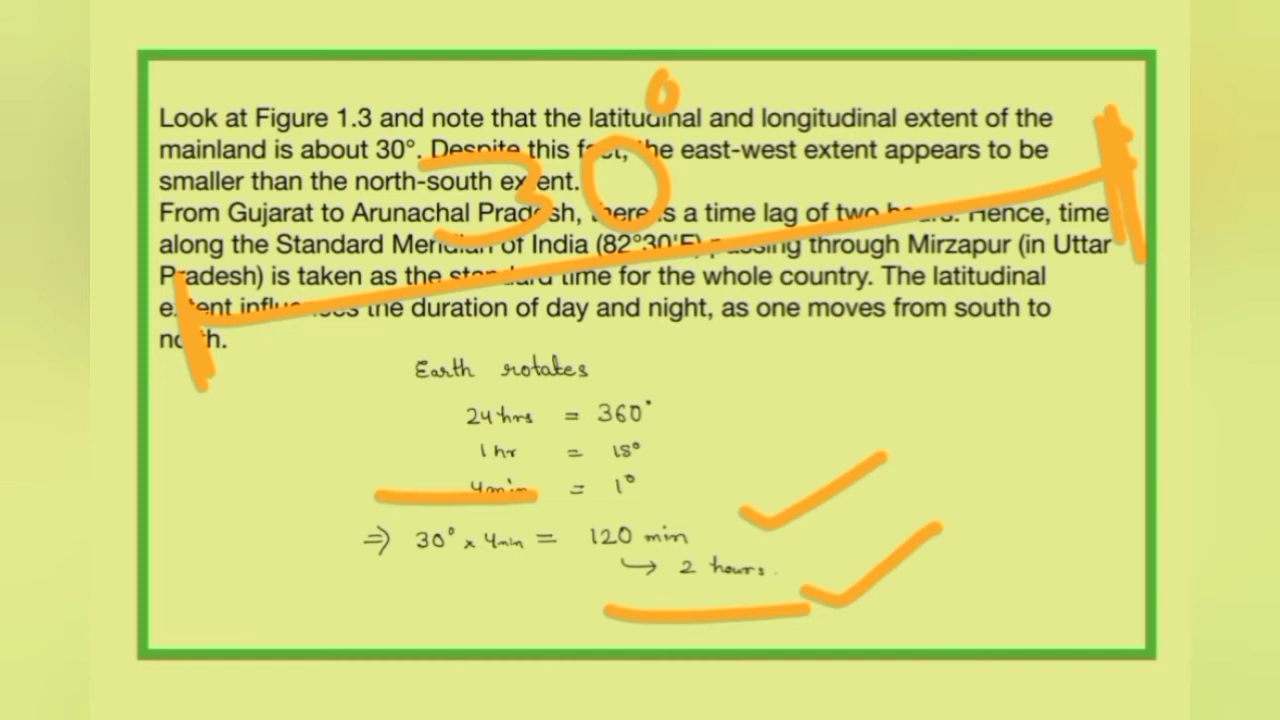 Look at Figure 1.3 and note that the latitudinal and longitudinal extent of the
mainland is about 30°. Despite this fact, the east-west extent appears to be
smaller than the north-south extent.
From Gujarat to Arunachal Pradesh, there is a time lag of two hours. Hence, time
along the Standard Meridian of India (82°30'E) passing through Mirzapur (in Uttar
Pradesh) is taken as the standard time for the whole country. The latitudinal
extent influences the duration of day and night, as one moves from south to
north.
30°
Earth rotates
24 hrs = 360°
1 hr = 15°
4 min = 1°
⇒ 30° x 4min = 120 min
↳ 2 hours.